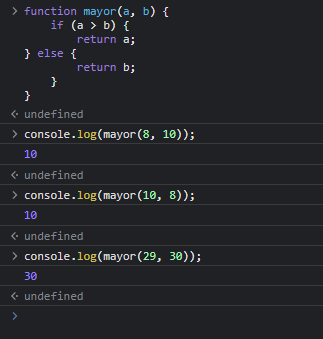 function mayor(a, b) {
    if (a > b) {
        return a;
} else {
        return b;
    }
}
undefined
console.log(mayor(8, 10));
10
undefined
console.log(mayor(10, 8));
10
undefined
console.log(mayor(29, 30));
30
undefined